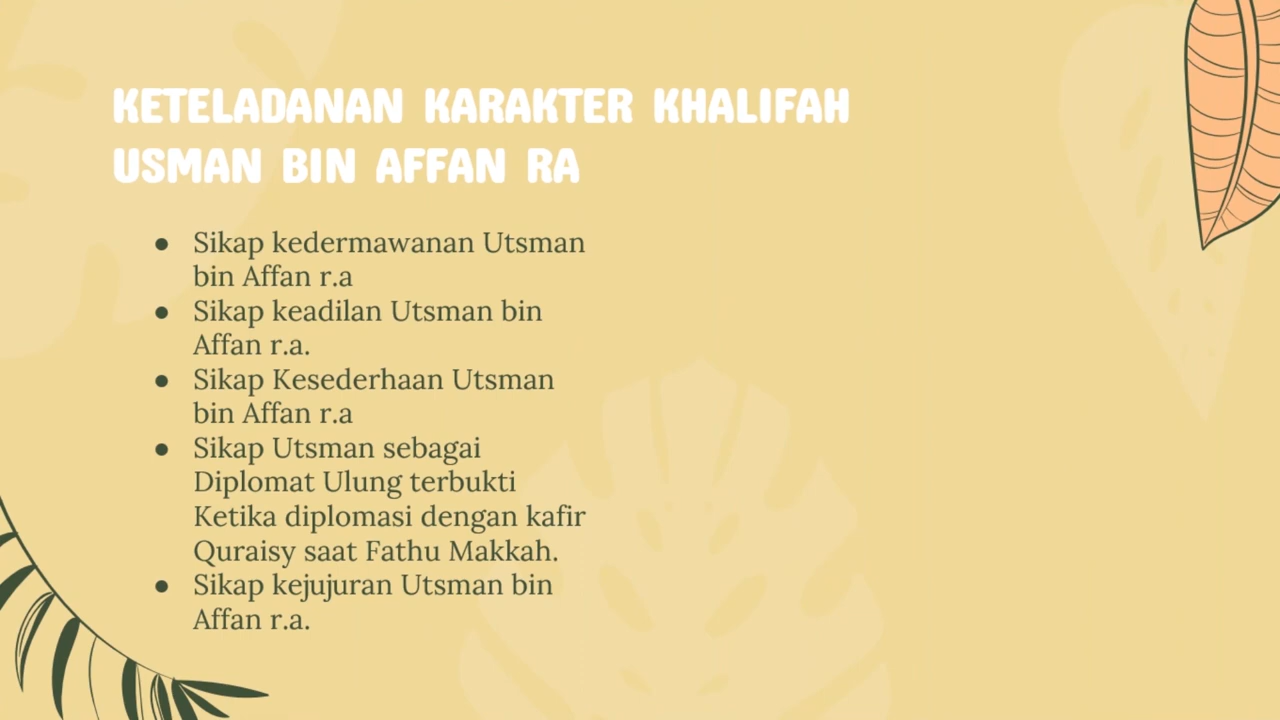 KETELADANAN KARAKTER KHALIFAH
USMAN BIN AFFAN RA
● Sikap kedermawanan Utsman
bin Affan r.a
● Sikap keadilan Utsman bin
Affan r.a.
● Sikap Kesederhaan Utsman
bin Affan r.a
● Sikap Utsman sebagai
Diplomat Ulung terbukti
Ketika diplomasi dengan kafir
Quraisy saat Fathu Makkah.
● Sikap kejujuran Utsman bin
Affan r.a.